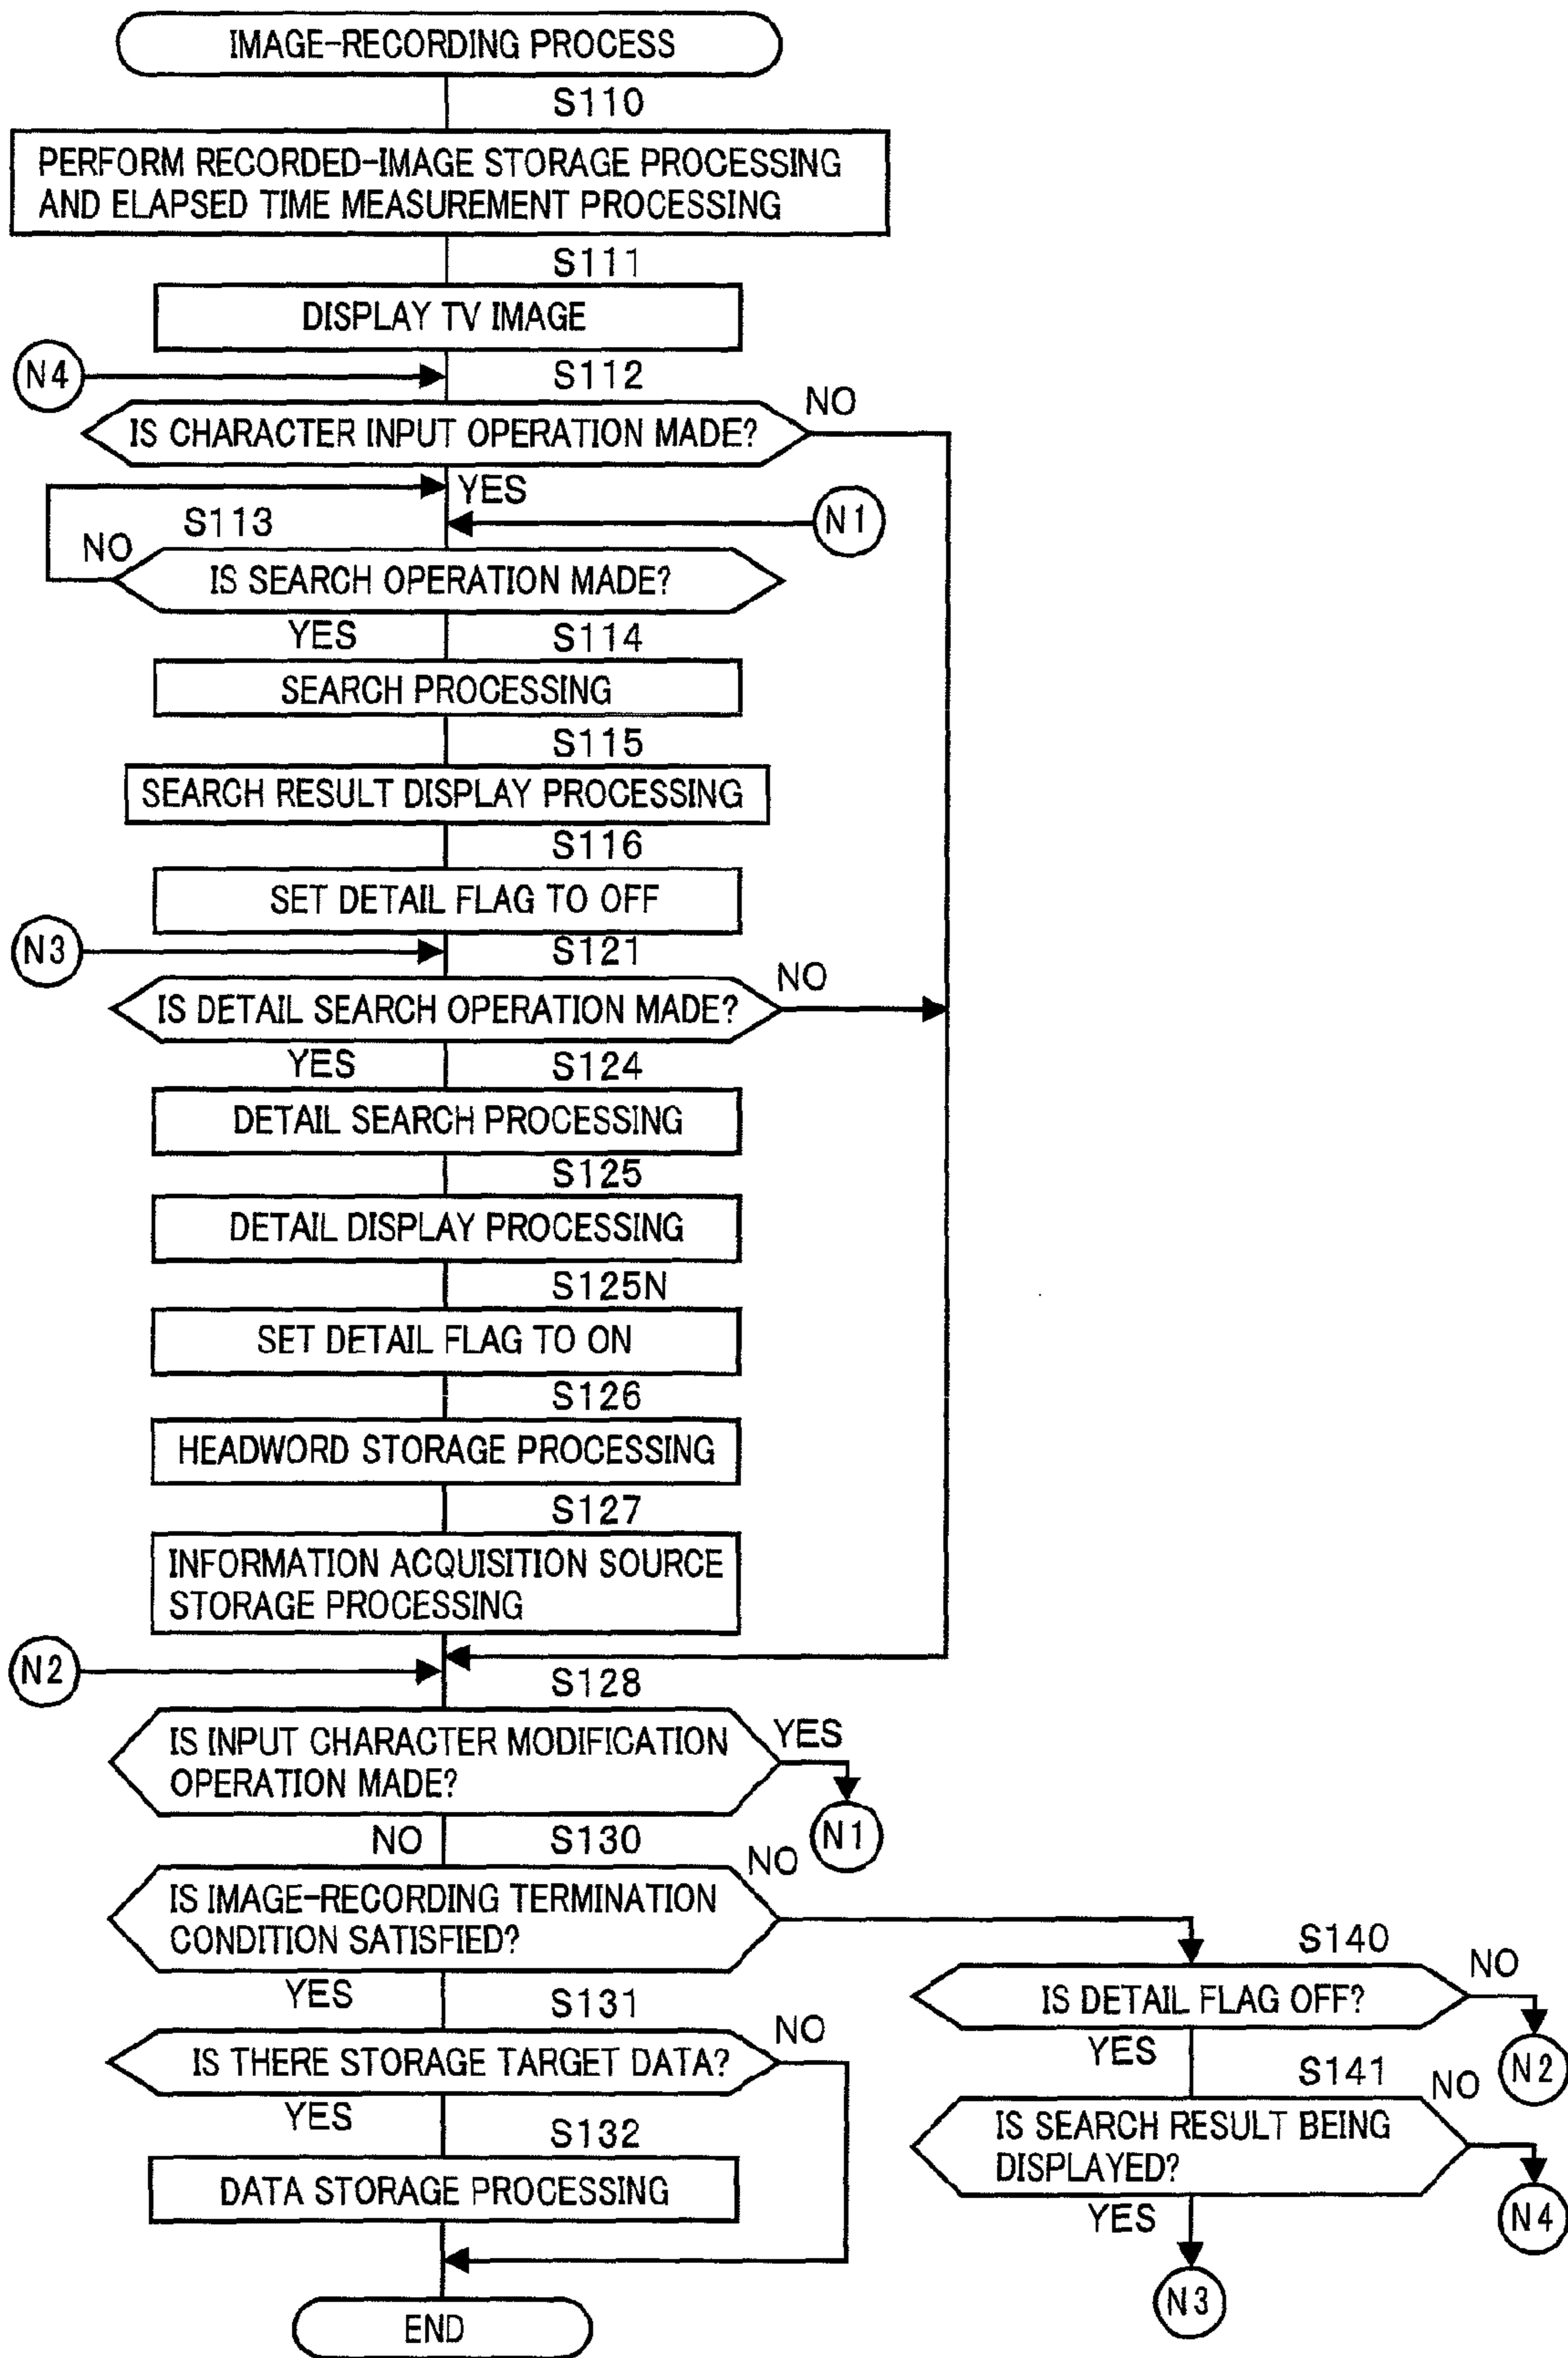 IMAGE-RECORDING PROCESS
S110
PERFORM RECORDED-IMAGE STORAGE PROCESSING
AND ELAPSED TIME MEASUREMENT PROCESSING
S111
DISPLAY TV IMAGE
N4
S112
IS CHARACTER INPUT OPERATION MADE?
NO
YES
N1
S113
NO
IS SEARCH OPERATION MADE?
YES
S114
SEARCH PROCESSING
S115
SEARCH RESULT DISPLAY PROCESSING
S116
SET DETAIL FLAG TO OFF
N3
S121
IS DETAIL SEARCH OPERATION MADE?
NO
YES
S124
DETAIL SEARCH PROCESSING
S125
DETAIL DISPLAY PROCESSING
S125N
SET DETAIL FLAG TO ON
S126
HEADWORD STORAGE PROCESSING
S127
INFORMATION ACQUISITION SOURCE
STORAGE PROCESSING
N2
S128
IS INPUT CHARACTER MODIFICATION
OPERATION MADE?
YES
N1
NO
S130
IS IMAGE-RECORDING TERMINATION
CONDITION SATISFIED?
NO
YES
S140
IS DETAIL FLAG OFF?
NO
N2
YES
S131
IS THERE STORAGE TARGET DATA?
NO
YES
S141
IS SEARCH RESULT BEING
DISPLAYED?
NO
N4
YES
N3
S132
DATA STORAGE PROCESSING
END